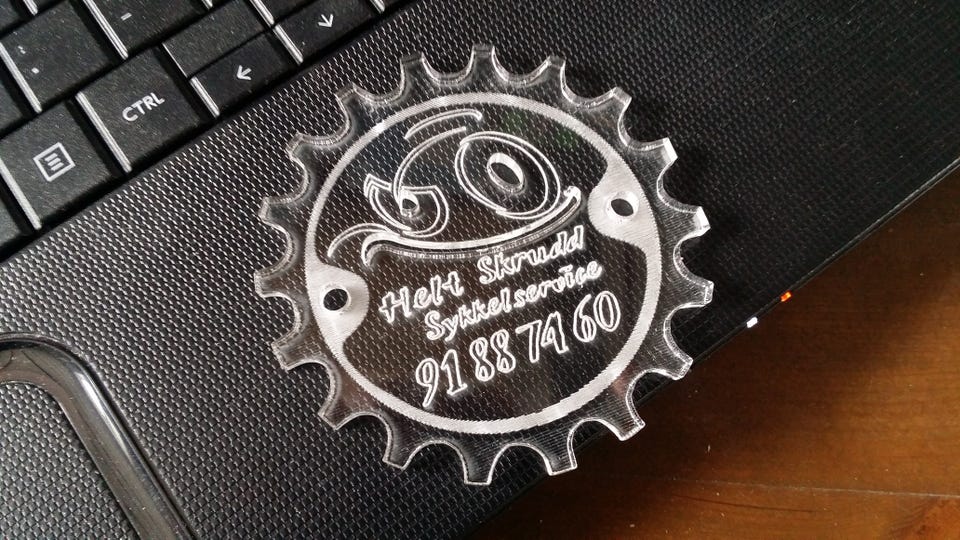 CTRL
Helt Skrudd
Sykkelservice
91 88 74 60